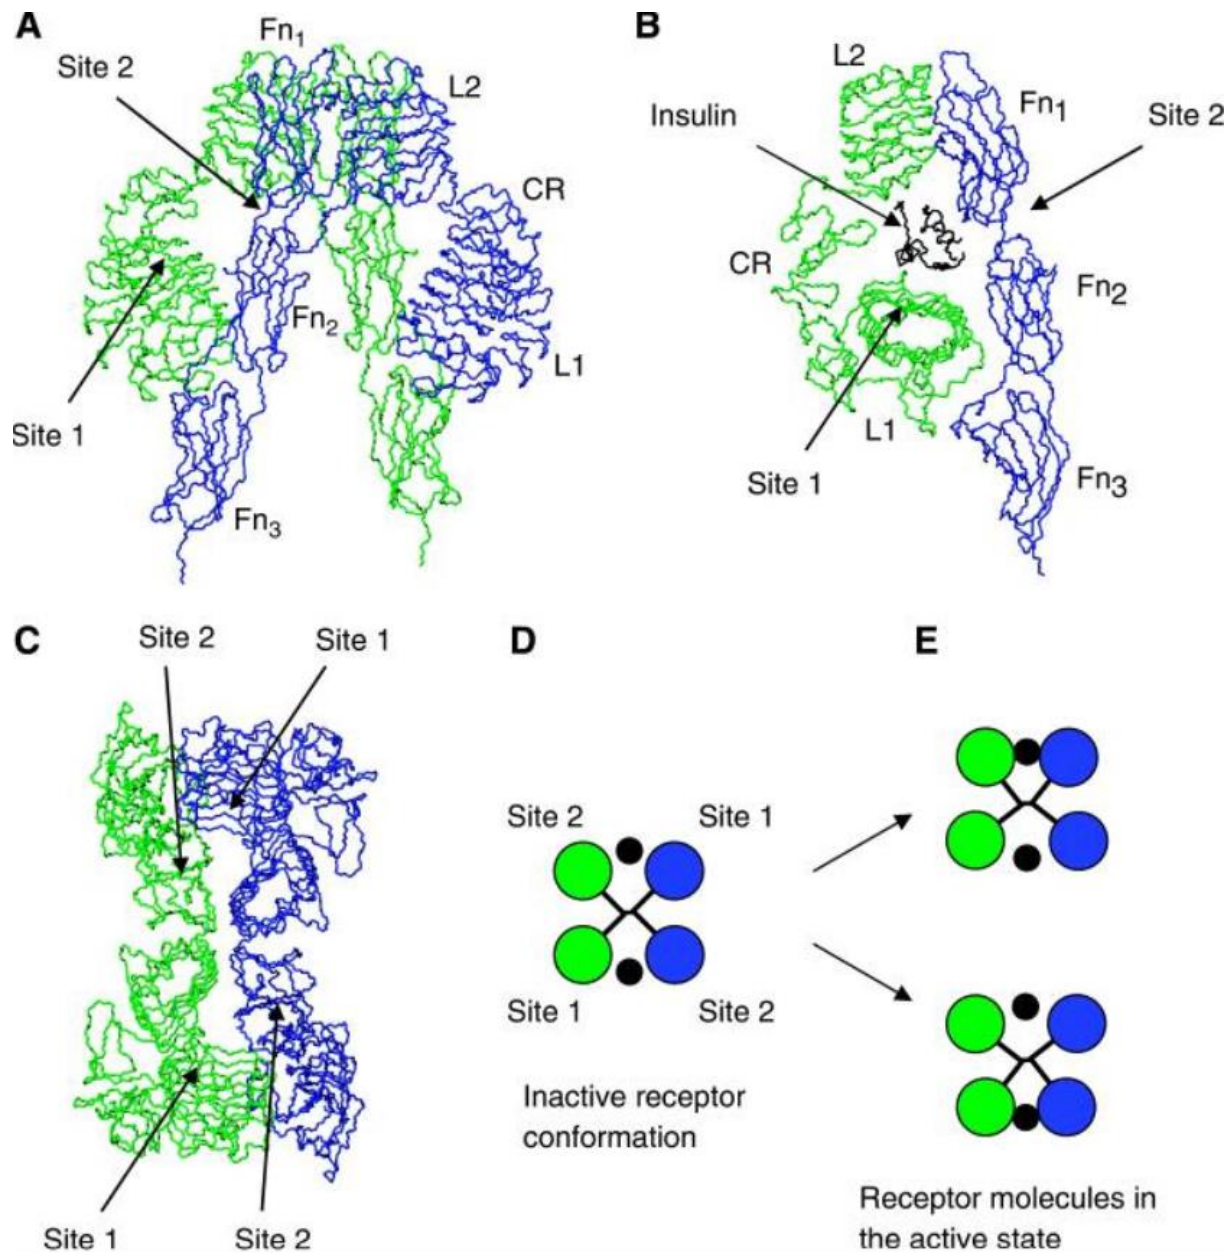 A
Fn1
Site 2
L2
CR
Fn2
L1
Site 1
Fn3
B
L2
Fn1
Insulin
Site 2
CR
Fn2
L1
Site 1
Fn3
C
Site 2
Site 1
Site 1
Site 2
D
Site 2
Site 1
Site 1
Site 2
Inactive receptor
conformation
E
Receptor molecules in
the active state